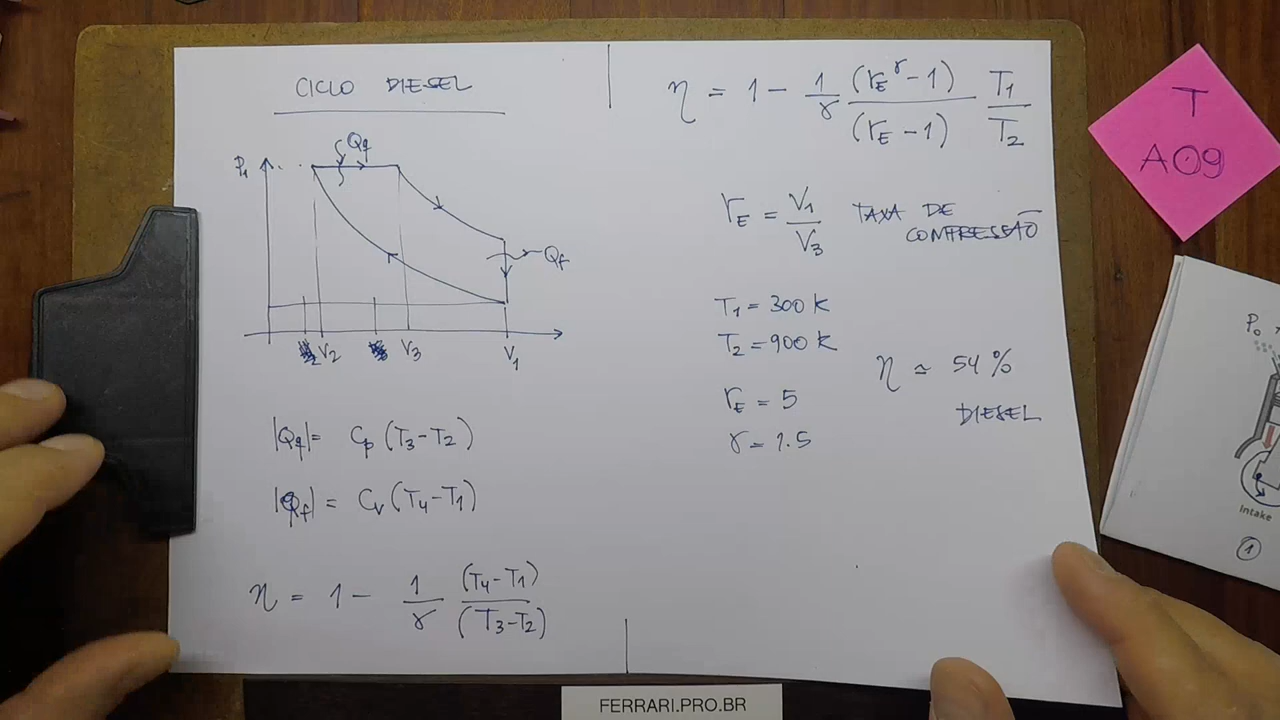 CICLO DIESEL
Qq
P₁
Qf
V₂ V₃ V₁
|Qq| = Cp (T₃-T₂)
|Qf| = Cv (T₄-T₁)
η = 1 - 1/γ (T₄-T₁)/(T₃-T₂)
η = 1 - 1/γ (rE^γ - 1)/(rE - 1) T₁/T₂
rE = V₁/V₃ TAXA DE
COMPRESSÃO
T₁ = 300 K
T₂ = 900 K
η ≃ 54%
DIESEL
rE = 5
γ = 1.5
T
A09
P₀
Intake
1
FERRARI.PRO.BR